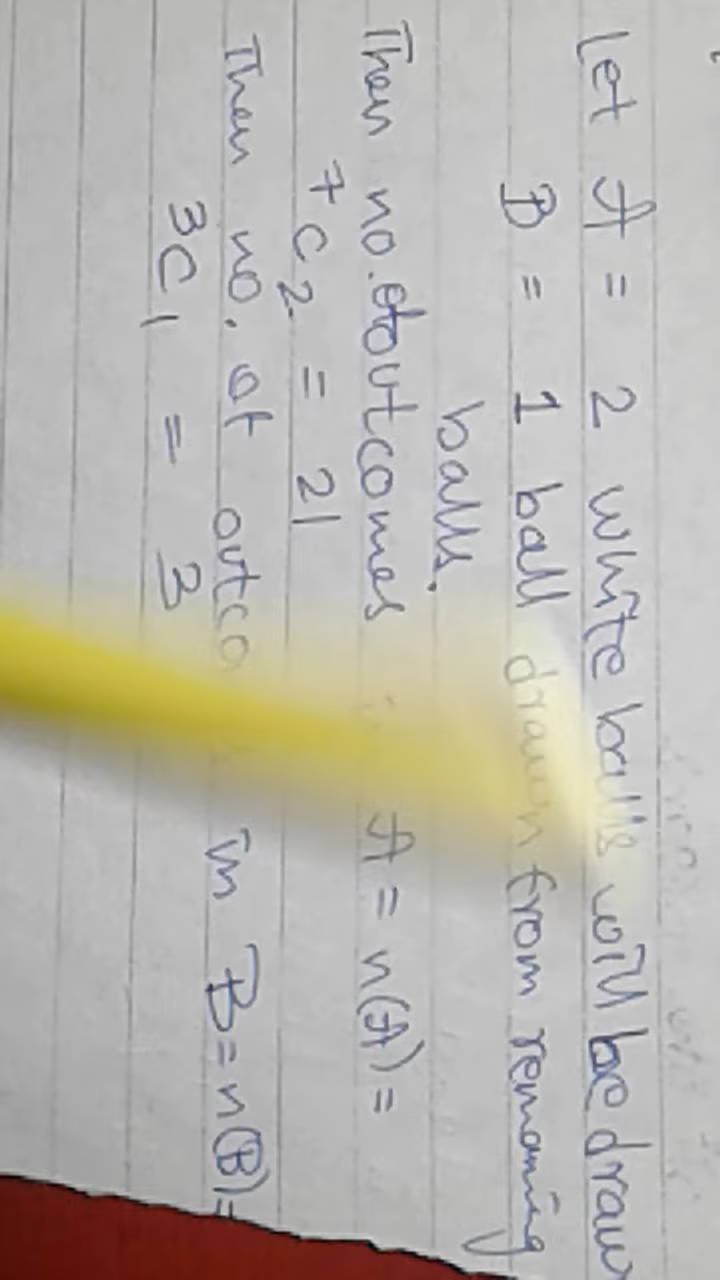 Let A = 2 white balls will be draw
B = 1 ball drawn from remaining
balls.
Then no. of outcomes A = n(A) =
7C2 = 21
Then no. of outco in B = n(B) =
3C1 = 3